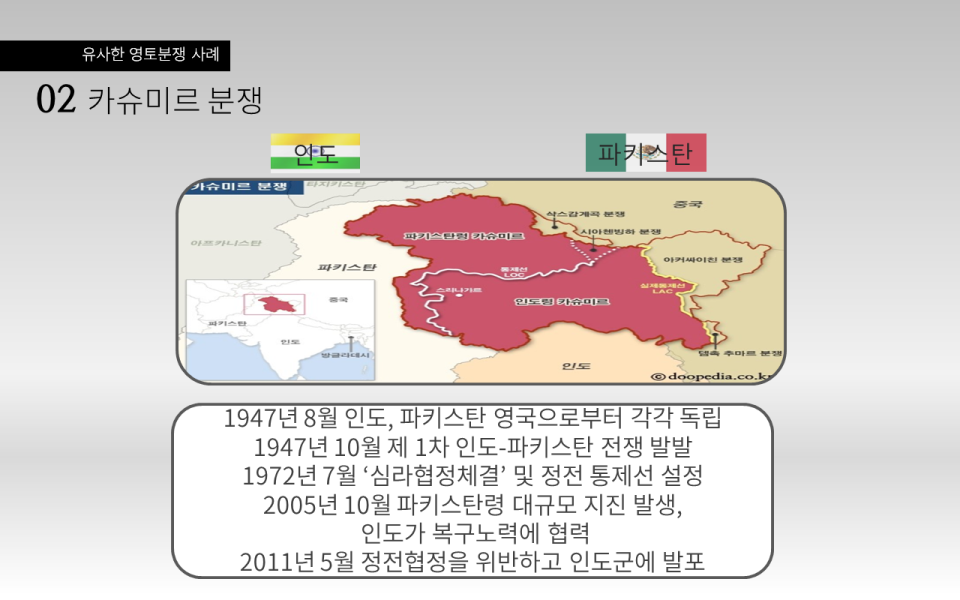 유사한 영토분쟁 사례
02 카슈미르 분쟁
인도
파키스탄
카슈미르 분쟁
타지키스탄
중국
삭스감계곡 분쟁
시아첸빙하 분쟁
아프가니스탄
파키스탄령 카슈미르
아커싸이친 분쟁
파키스탄
통제선
LOC
스리나가르
실제통제선
LAC
인도령 카슈미르
중국
파키스탄
인도
방글라데시
뎀촉 추마르 분쟁
인도
© doopedia.co.kr
1947년 8월 인도, 파키스탄 영국으로부터 각각 독립
1947년 10월 제 1차 인도-파키스탄 전쟁 발발
1972년 7월 ‘심라협정체결’ 및 정전 통제선 설정
2005년 10월 파키스탄령 대규모 지진 발생,
인도가 복구노력에 협력
2011년 5월 정전협정을 위반하고 인도군에 발포